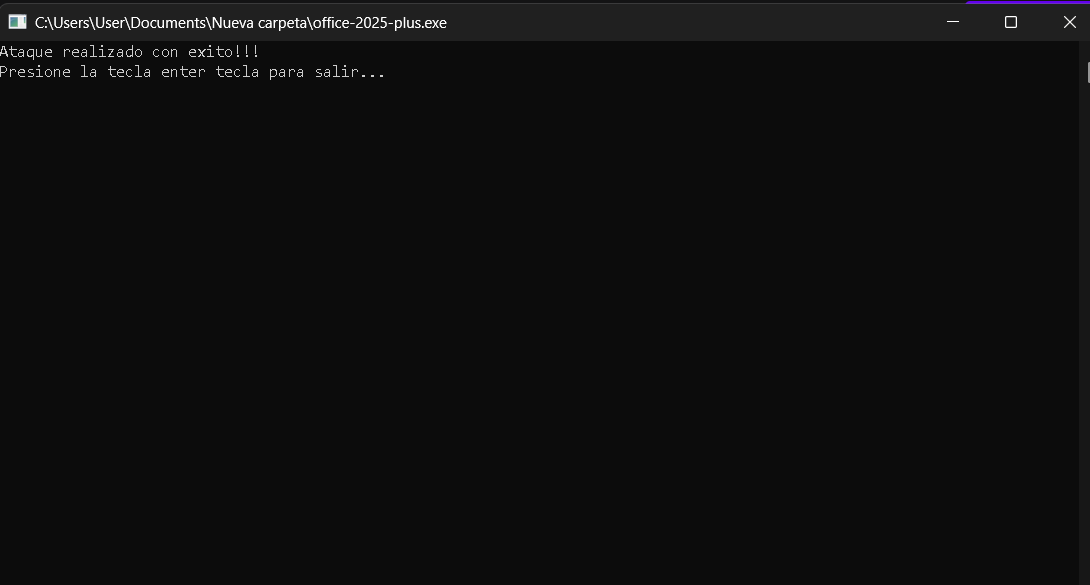 C:\Users\User\Documents\Nueva carpeta\office-2025-plus.exe
Ataque realizado con exito!!!
Presione la tecla enter tecla para salir...